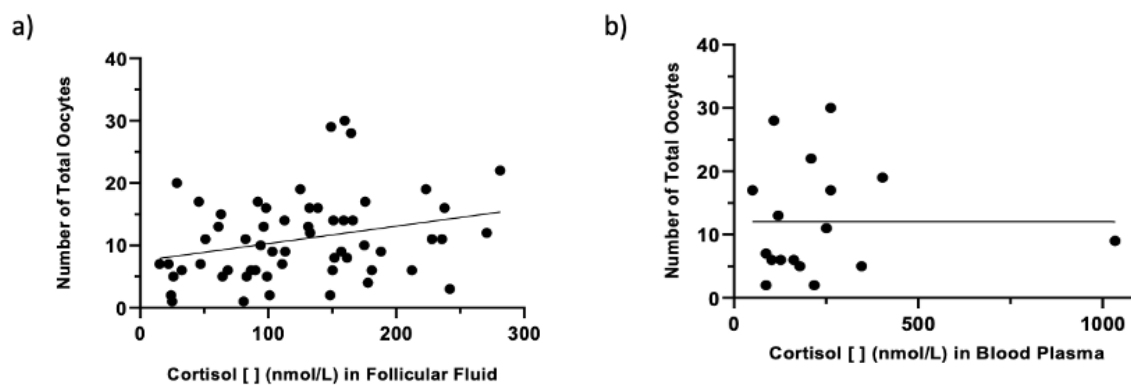 a)
Number of Total Oocytes
40
30
20
10
0
0 100 200 300
Cortisol [ ] (nmol/L) in Follicular Fluid
b)
Number of Total Oocytes
40
30
20
10
0
0 500 1000
Cortisol [ ] (nmol/L) in Blood Plasma